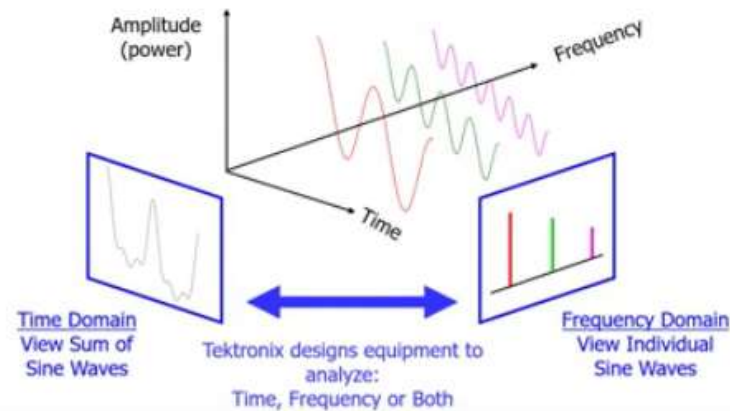 Amplitude
(power)
Frequency
Time
Time Domain
View Sum of
Sine Waves
Tektronix designs equipment to
analyze:
Time, Frequency or Both
Frequency Domain
View Individual
Sine Waves